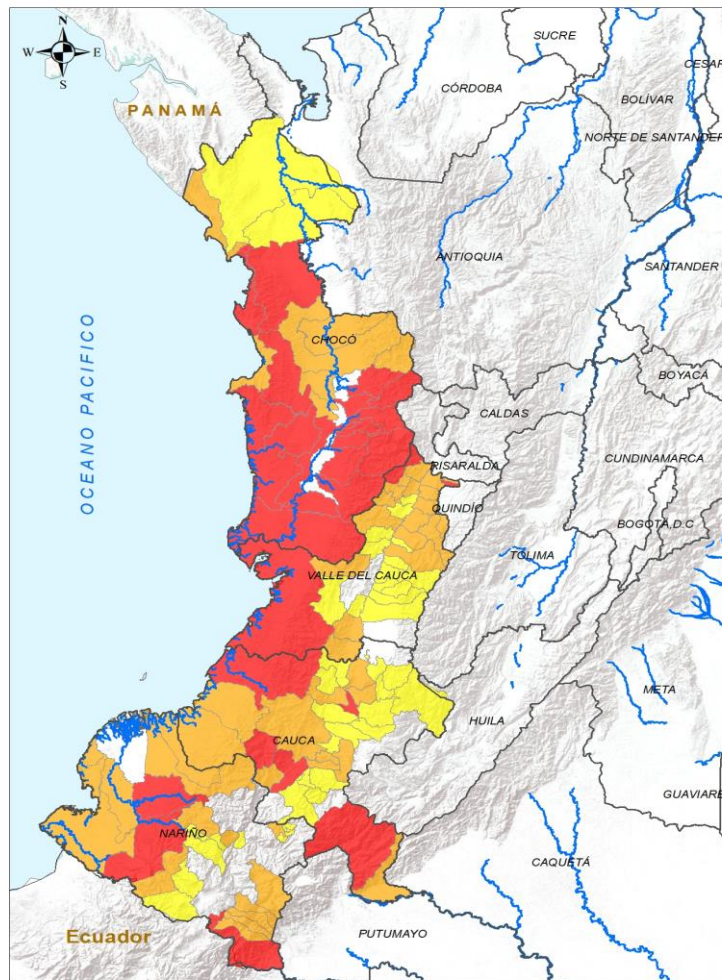 SUCRE
N
W
E
S
CÓRDOBA
CESAR
BOLÍVAR
PANAMÁ
NORTE DE SANTANDER
ANTIOQUIA
SANTANDER
OCEANO PACIFICO
CHOCÓ
BOYACÁ
CALDAS
CUNDINAMARCA
RISARALDA
QUINDÍO
BOGOTÁ, D.C
TOLIMA
VALLE DEL CAUCA
META
HUILA
CAUCA
GUAVIARE
NARIÑO
CAQUETÁ
Ecuador
PUTUMAYO